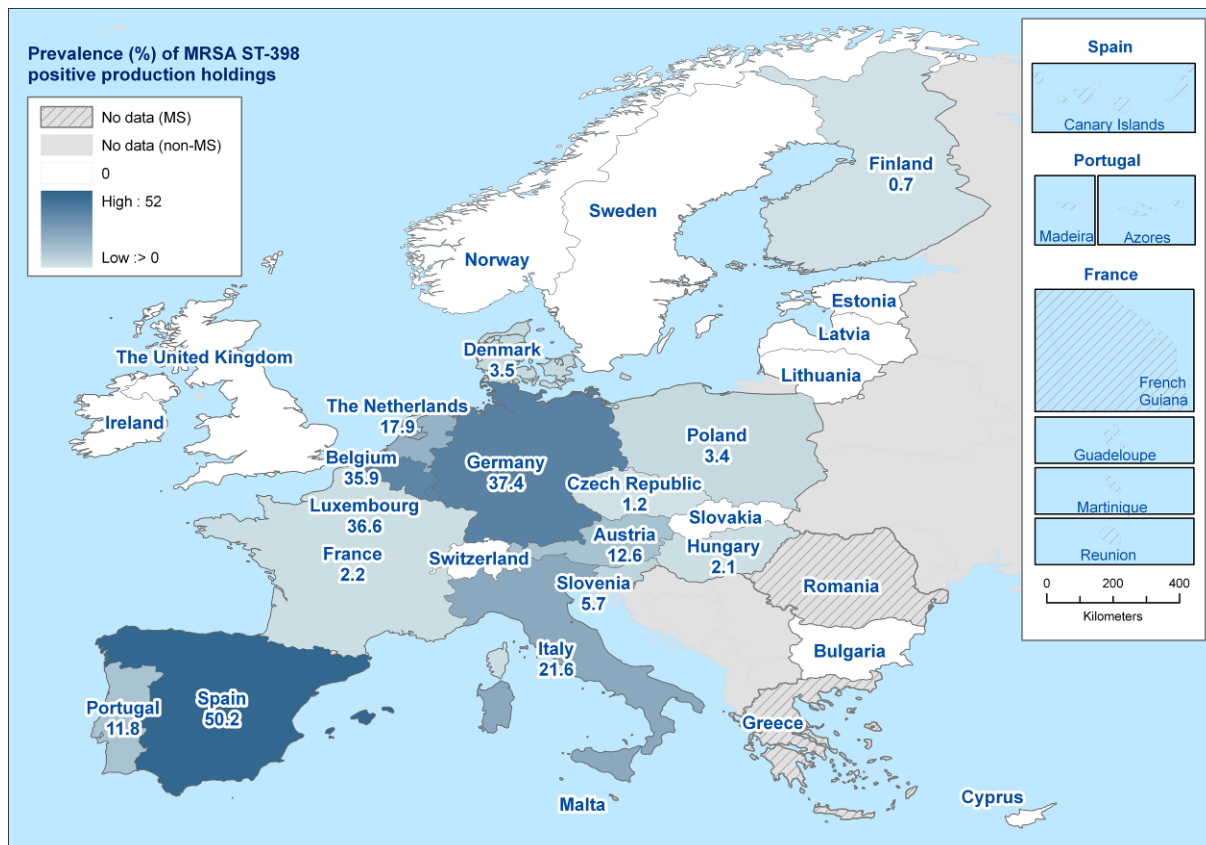 Prevalence (%) of MRSA ST-398
positive production holdings
No data (MS)
No data (non-MS)
0
High : 52
Low :> 0
Finland
0.7
Sweden
Norway
Estonia
Latvia
Lithuania
The United Kingdom
Ireland
Denmark
3.5
The Netherlands
17.9
Belgium
35.9
Germany
37.4
Poland
3.4
Czech Republic
1.2
Luxembourg
36.6
Slovakia
France
2.2
Switzerland
Austria
12.6
Hungary
2.1
Slovenia
5.7
Romania
Italy
21.6
Bulgaria
Portugal
11.8
Spain
50.2
Greece
Malta
Cyprus
Spain
Canary Islands
Portugal
Madeira
Azores
France
French
Guiana
Guadeloupe
Martinique
Reunion
0 200 400
Kilometers